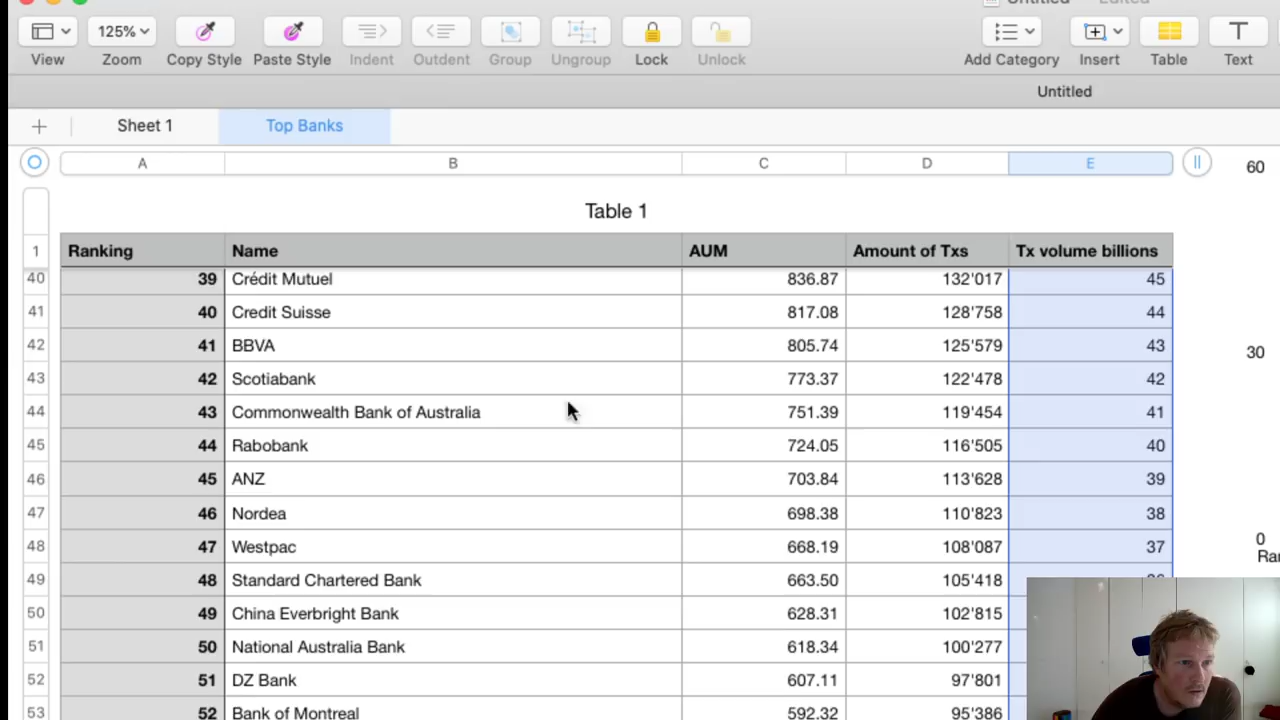 Untitled Edited
125%
View Zoom Copy Style Paste Style Indent Outdent Group Ungroup Lock Unlock Add Category Insert Table Text
Untitled
Sheet 1 Top Banks
A B C D E
60
Table 1
1 Ranking Name AUM Amount of Txs Tx volume billions
40 39 Crédit Mutuel 836.87 132'017 45
41 40 Credit Suisse 817.08 128'758 44
42 41 BBVA 805.74 125'579 43
30
43 42 Scotiabank 773.37 122'478 42
44 43 Commonwealth Bank of Australia 751.39 119'454 41
45 44 Rabobank 724.05 116'505 40
46 45 ANZ 703.84 113'628 39
47 46 Nordea 698.38 110'823 38
48 47 Westpac 668.19 108'087 37
0
Ra
49 48 Standard Chartered Bank 663.50 105'418
50 49 China Everbright Bank 628.31 102'815
51 50 National Australia Bank 618.34 100'277
52 51 DZ Bank 607.11 97'801
53 52 Bank of Montreal 592.32 95'386